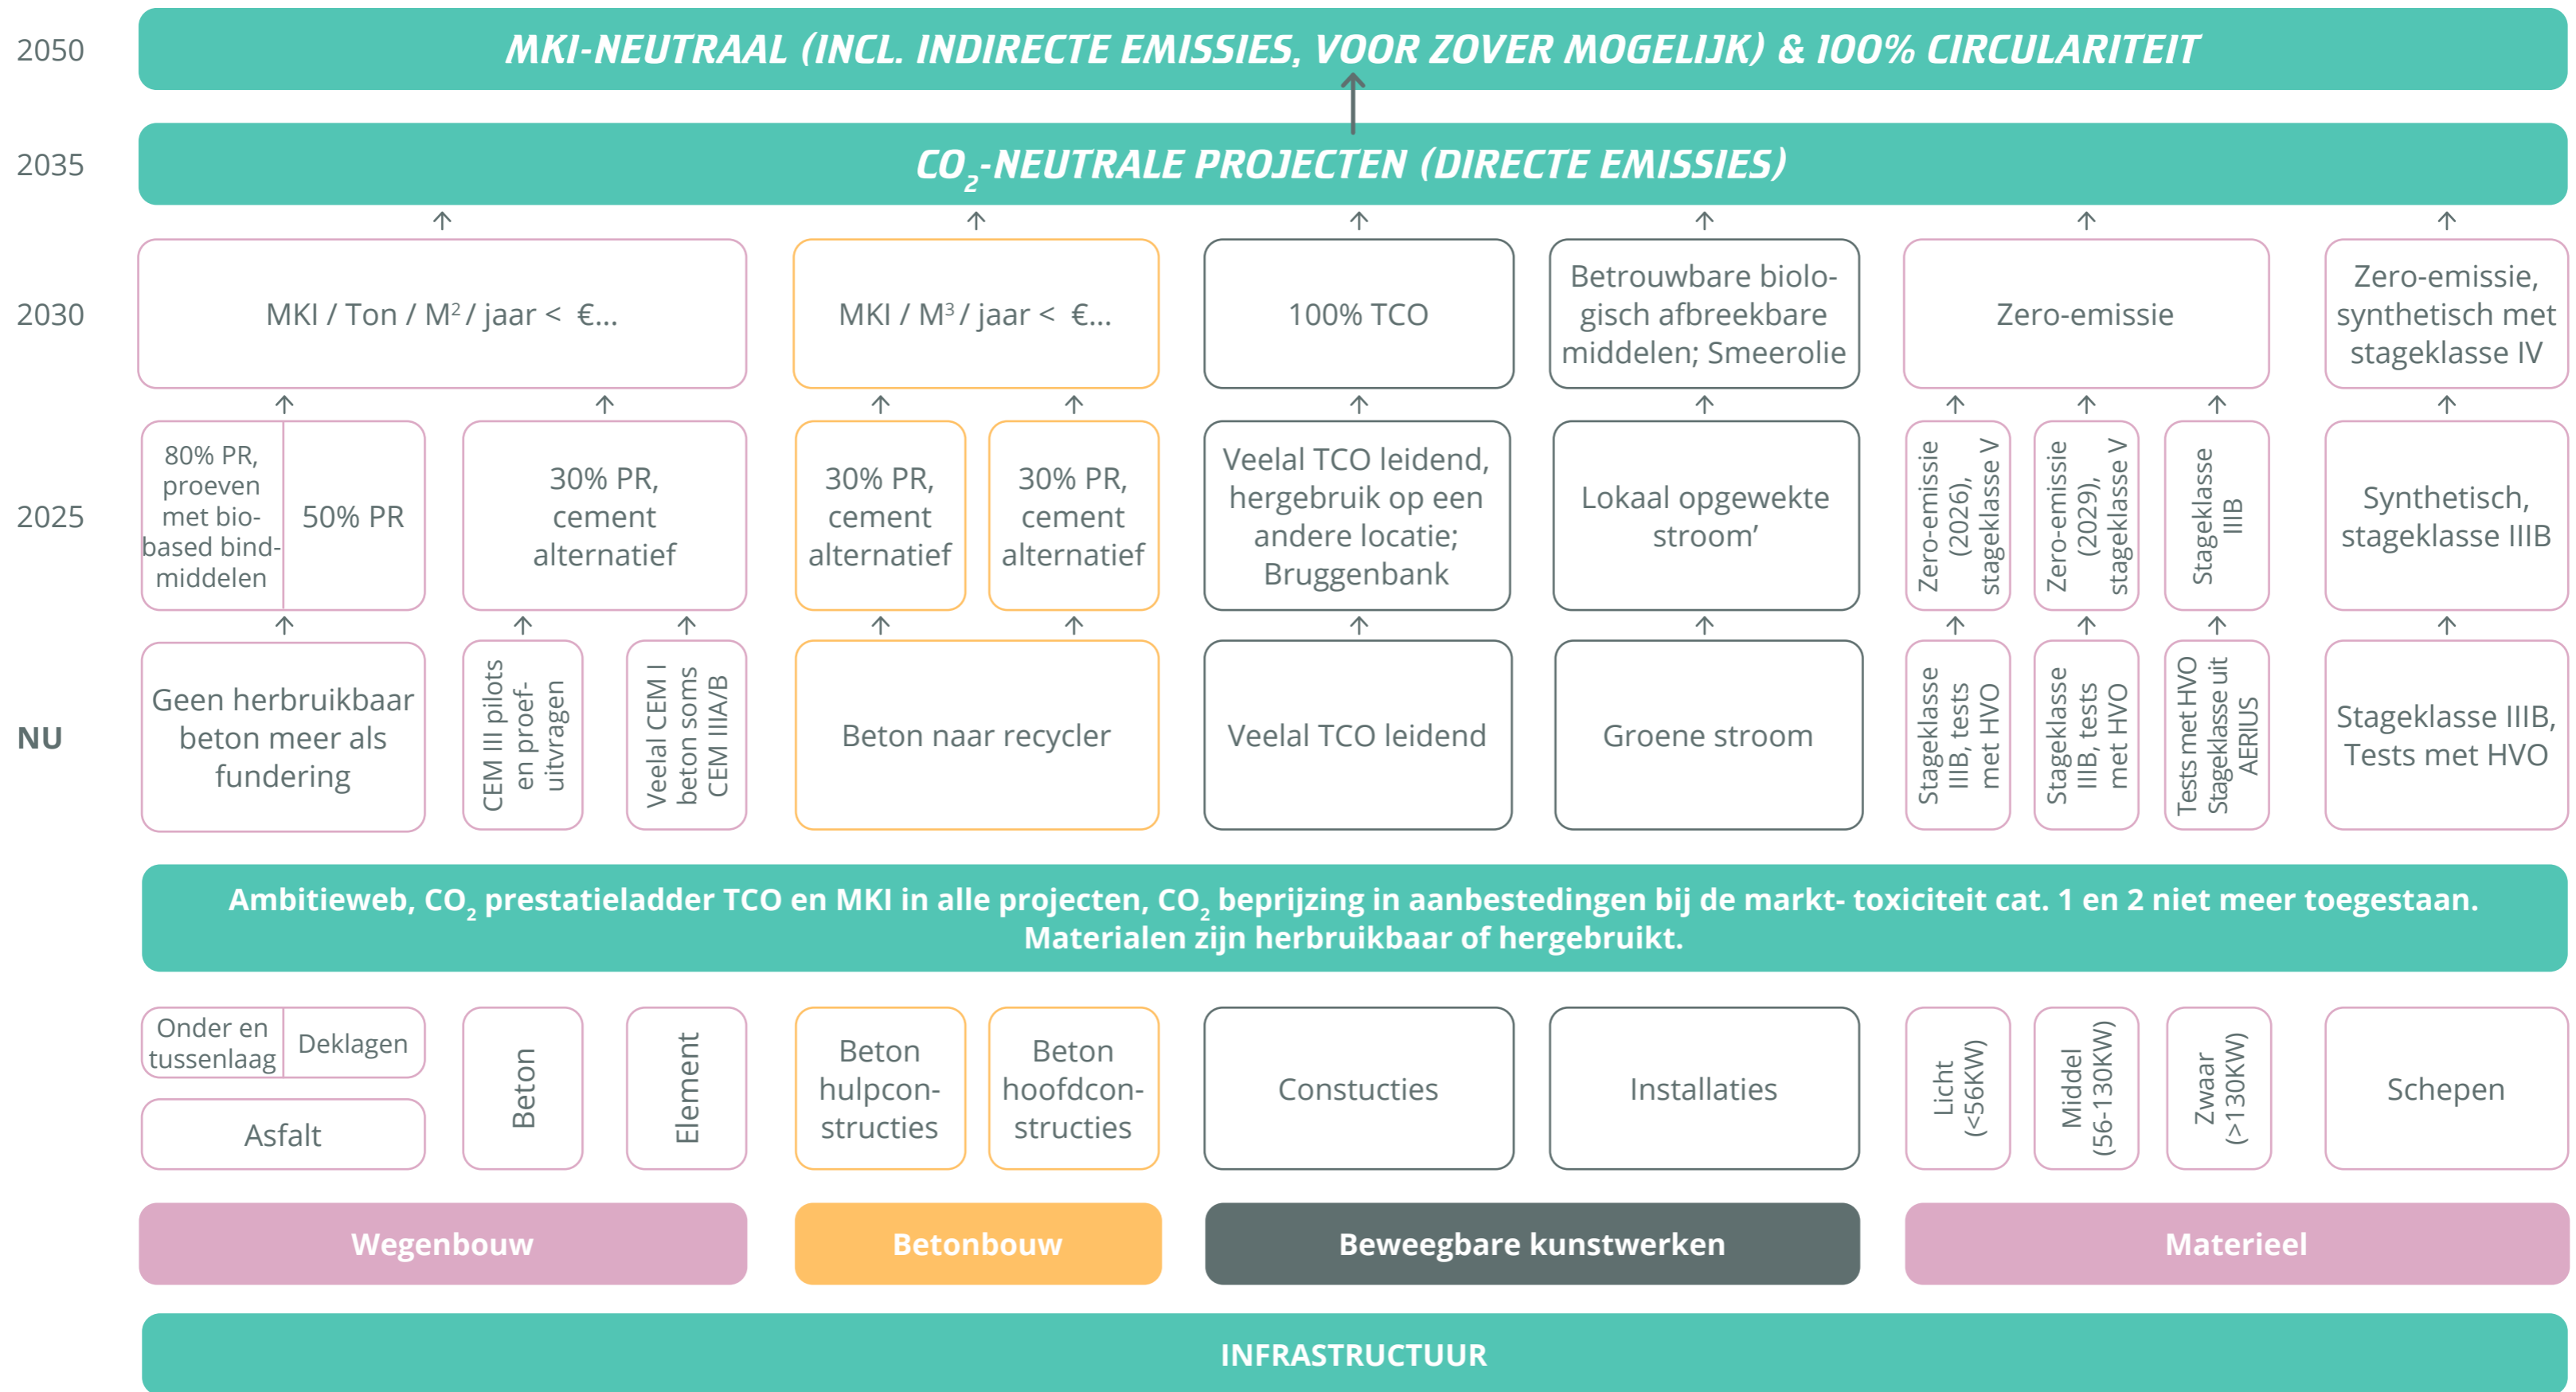 2050
MKI-NEUTRAAL (INCL. INDIRECTE EMISSIES, VOOR ZOVER MOGELIJK) & 100% CIRCULARITEIT
2035
CO₂-NEUTRALE PROJECTEN (DIRECTE EMISSIES)
2030
MKI / Ton / M² / jaar < €...
MKI / M³ / jaar < €...
100% TCO
Betrouwbare biolo-
gisch afbreekbare
middelen; Smeerolie
Zero-emissie
Zero-emissie,
synthetisch met
stageklasse IV
2025
80% PR,
proeven
met bio-
based bind-
middelen
50% PR
30% PR,
cement
alternatief
30% PR,
cement
alternatief
30% PR,
cement
alternatief
Veelal TCO leidend,
hergebruik op een
andere locatie;
Bruggenbank
Lokaal opgewekte
stroom’
Zero-emissie
(2026),
stageklasse V
Zero-emissie
(2029),
stageklasse V
Stageklasse
IIIB
Synthetisch,
stageklasse IIIB
NU
Geen herbruikbaar
beton meer als
fundering
CEM III pilots
en proef-
uitvragen
Veelal CEM I
beton soms
CEM IIIA/B
Beton naar recycler
Veelal TCO leidend
Groene stroom
Stageklasse
IIIB, tests
met HVO
Stageklasse
IIIB, tests
met HVO
Tests met HVO
Stageklasse uit
AERIUS
Stageklasse IIIB,
Tests met HVO
Ambitieweb, CO₂ prestatieladder TCO en MKI in alle projecten, CO₂ beprijzing in aanbestedingen bij de markt- toxiciteit cat. 1 en 2 niet meer toegestaan.
Materialen zijn herbruikbaar of hergebruikt.
Onder en
tussenlaag
Deklagen
Asfalt
Beton
Element
Beton
hulpcon-
structies
Beton
hoofdcon-
structies
Constucties
Installaties
Licht
(<56KW)
Middel
(56-130KW)
Zwaar
(>130KW)
Schepen
Wegenbouw
Betonbouw
Beweegbare kunstwerken
Materieel
INFRASTRUCTUUR